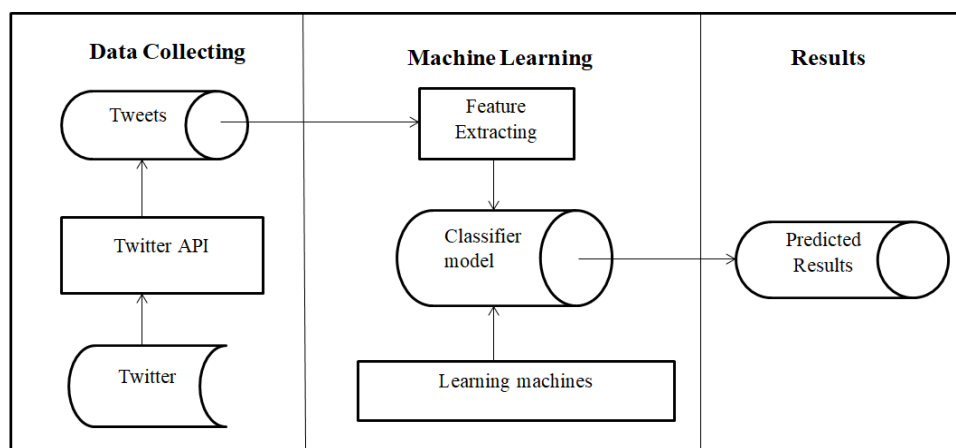 Data Collecting
Tweets
Twitter API
Twitter
Machine Learning
Feature
Extracting
Classifier
model
Learning machines
Results
Predicted
Results